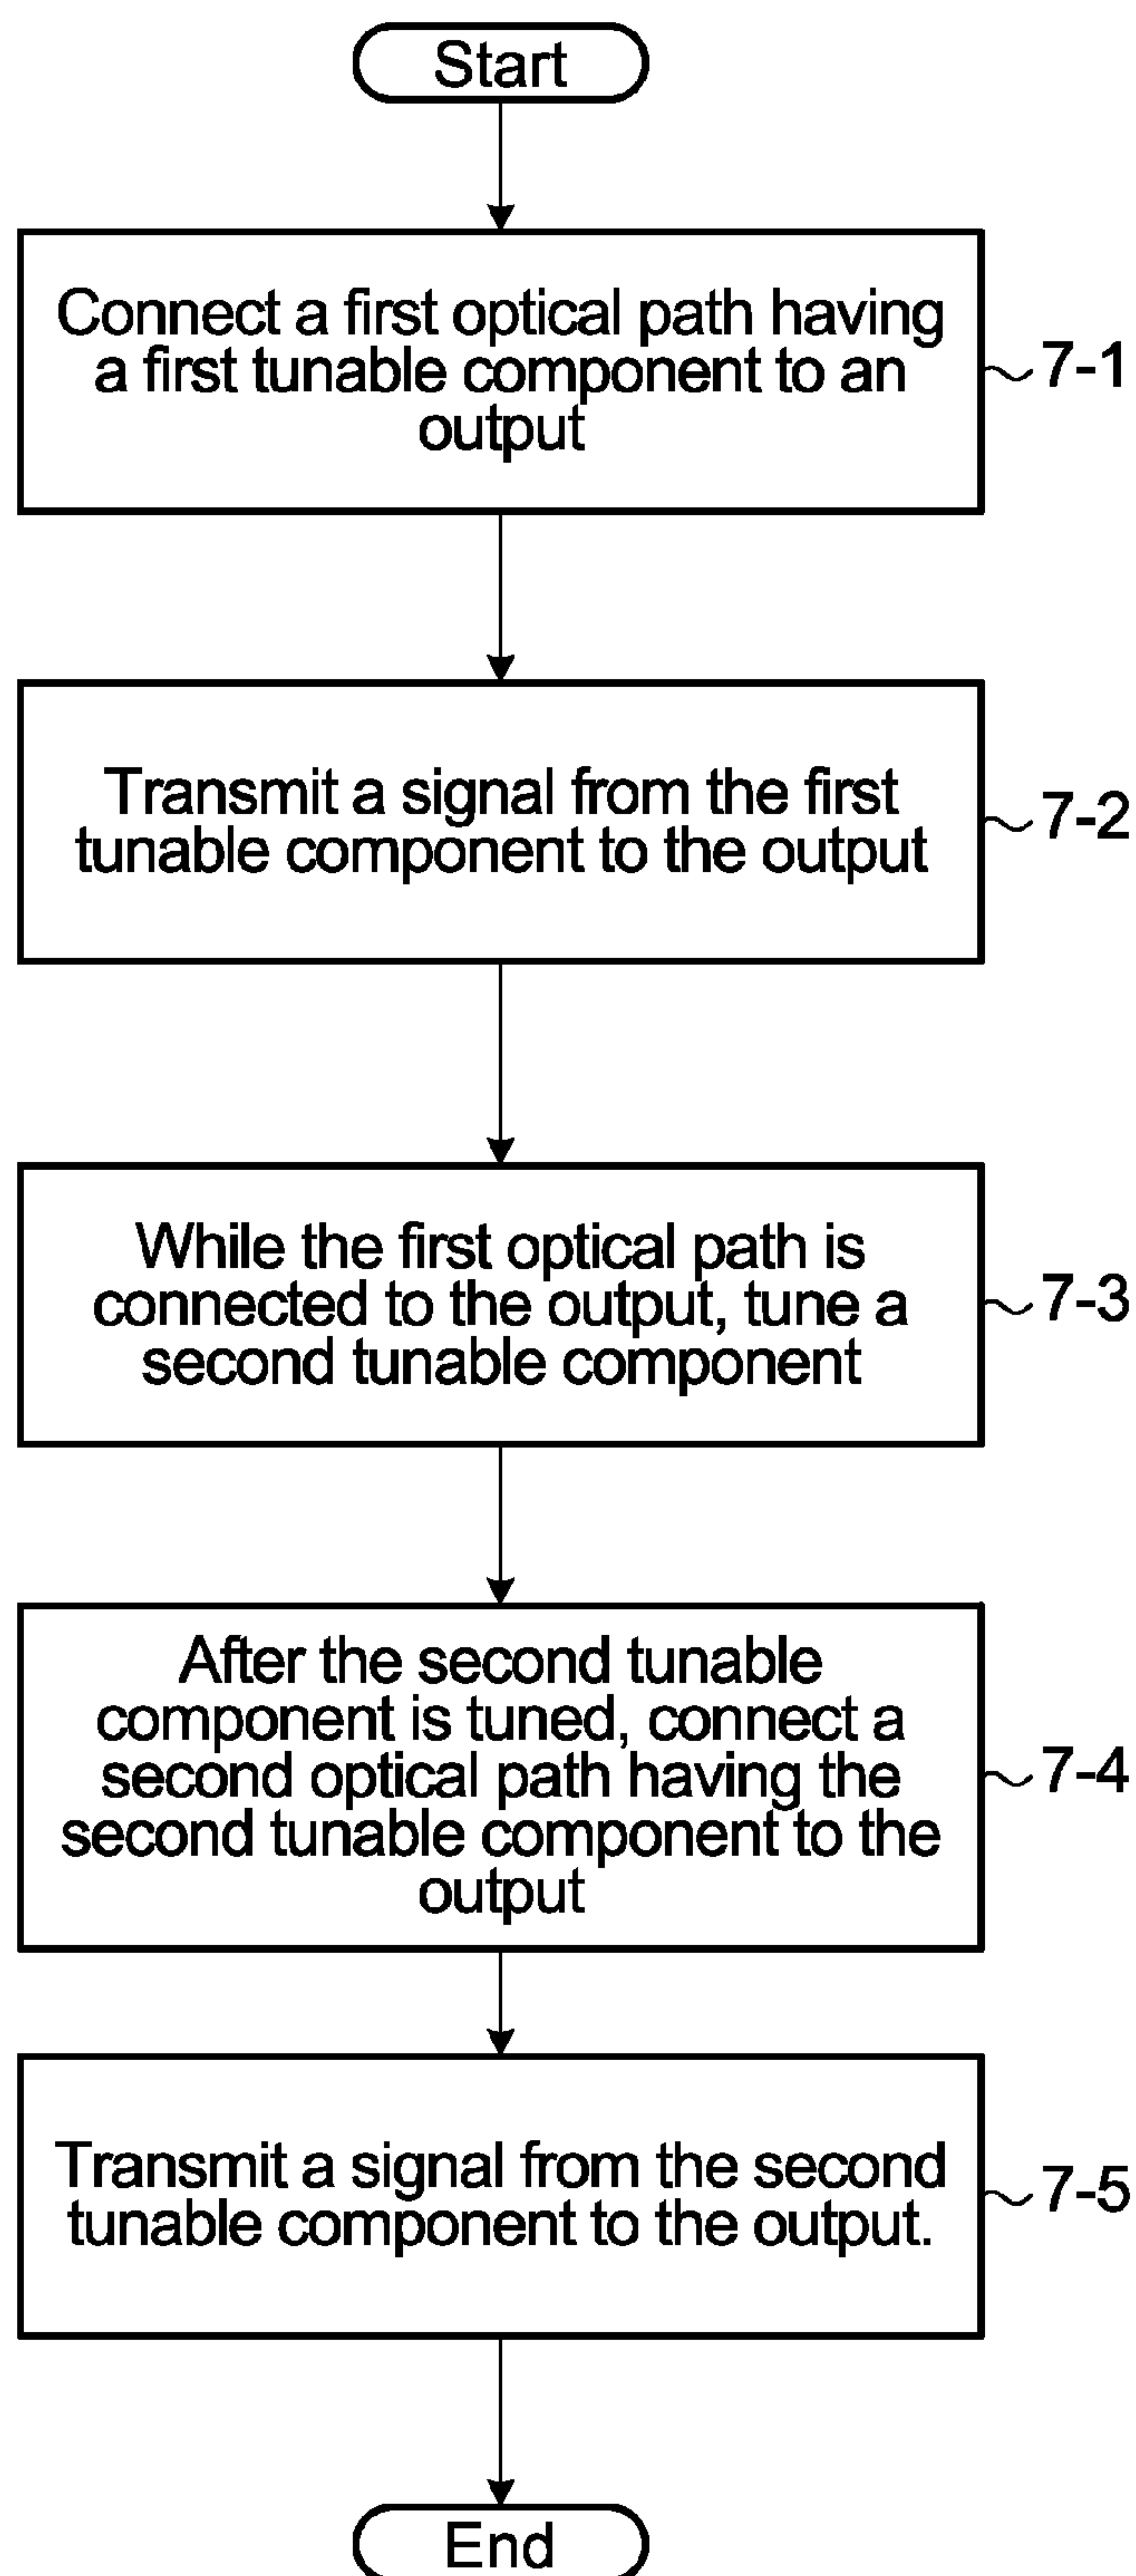 Start
Connect a first optical path having
a first tunable component to an
output
7-1
Transmit a signal from the first
tunable component to the output
7-2
While the first optical path is
connected to the output, tune a
second tunable component
7-3
After the second tunable
component is tuned, connect a
second optical path having the
second tunable component to the
output
7-4
Transmit a signal from the second
tunable component to the output.
7-5
End